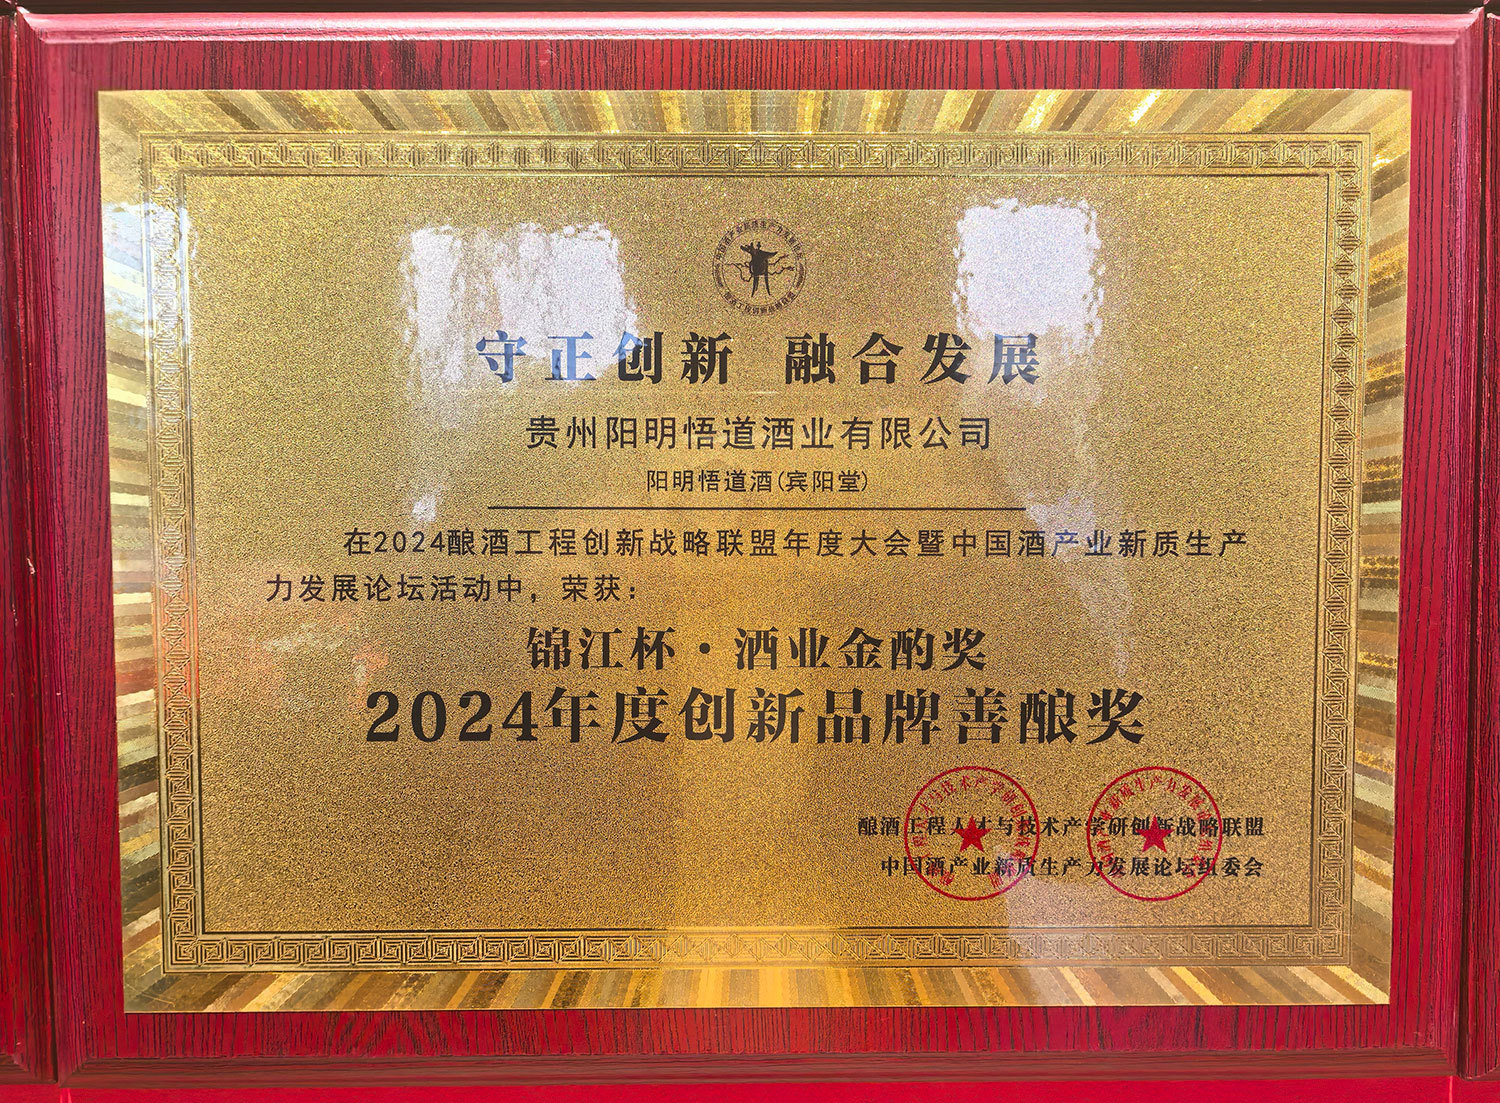 守正创新 融合发展
贵州阳明悟道酒业有限公司
阳明悟道酒(宾阳堂)
在2024酿酒工程创新战略联盟年度大会暨中国酒产业新质生产
力发展论坛活动中，荣获：
锦江杯·酒业金酌奖
2024年度创新品牌善酿奖
酿酒工程人才与技术产学研创新战略联盟
中国酒产业新质生产力发展论坛组委会